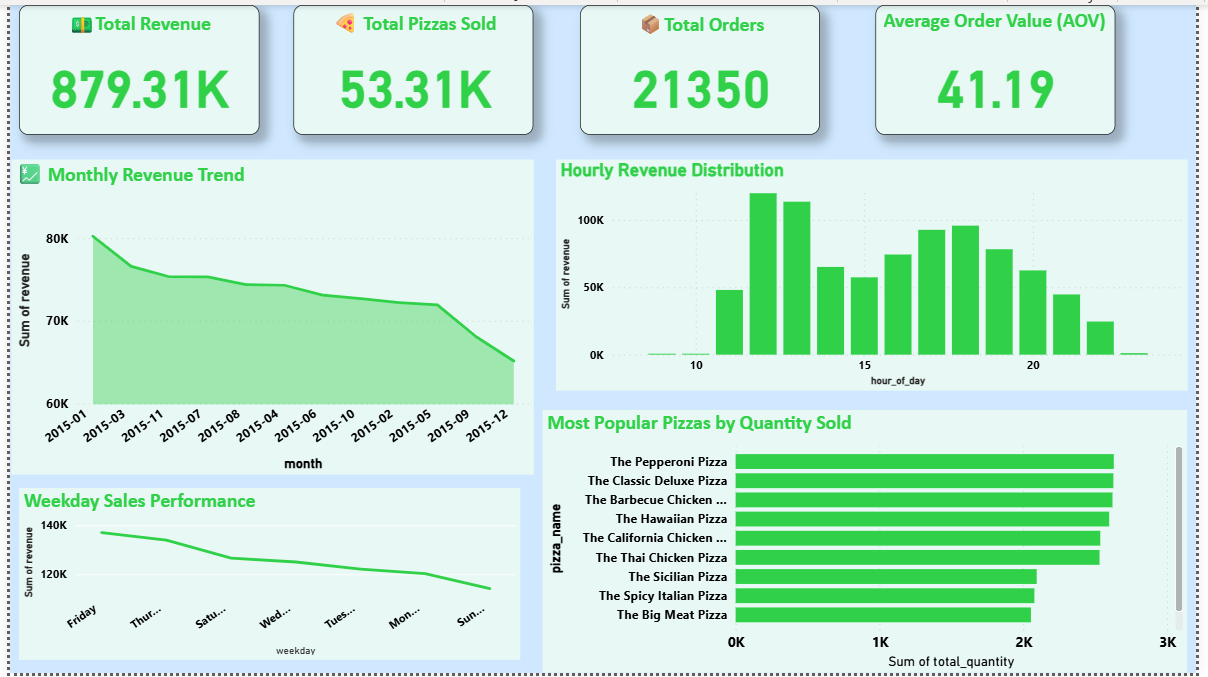 Total Revenue
879.31K
Total Pizzas Sold
53.31K
Total Orders
21350
Average Order Value (AOV)
41.19
Monthly Revenue Trend
Sum of revenue
80K
70K
60K
2015-01
2015-03
2015-11
2015-07
2015-08
2015-04
2015-06
2015-10
2015-02
2015-05
2015-09
2015-12
month
Hourly Revenue Distribution
Sum of revenue
100K
50K
0K
10
15
20
hour_of_day
Weekday Sales Performance
Sum of revenue
140K
120K
Friday
Thur...
Satu...
Wed...
Tues...
Mon...
Sun...
weekday
Most Popular Pizzas by Quantity Sold
pizza_name
The Pepperoni Pizza
The Classic Deluxe Pizza
The Barbecue Chicken ...
The Hawaiian Pizza
The California Chicken ...
The Thai Chicken Pizza
The Sicilian Pizza
The Spicy Italian Pizza
The Big Meat Pizza
0K
1K
2K
3K
Sum of total_quantity